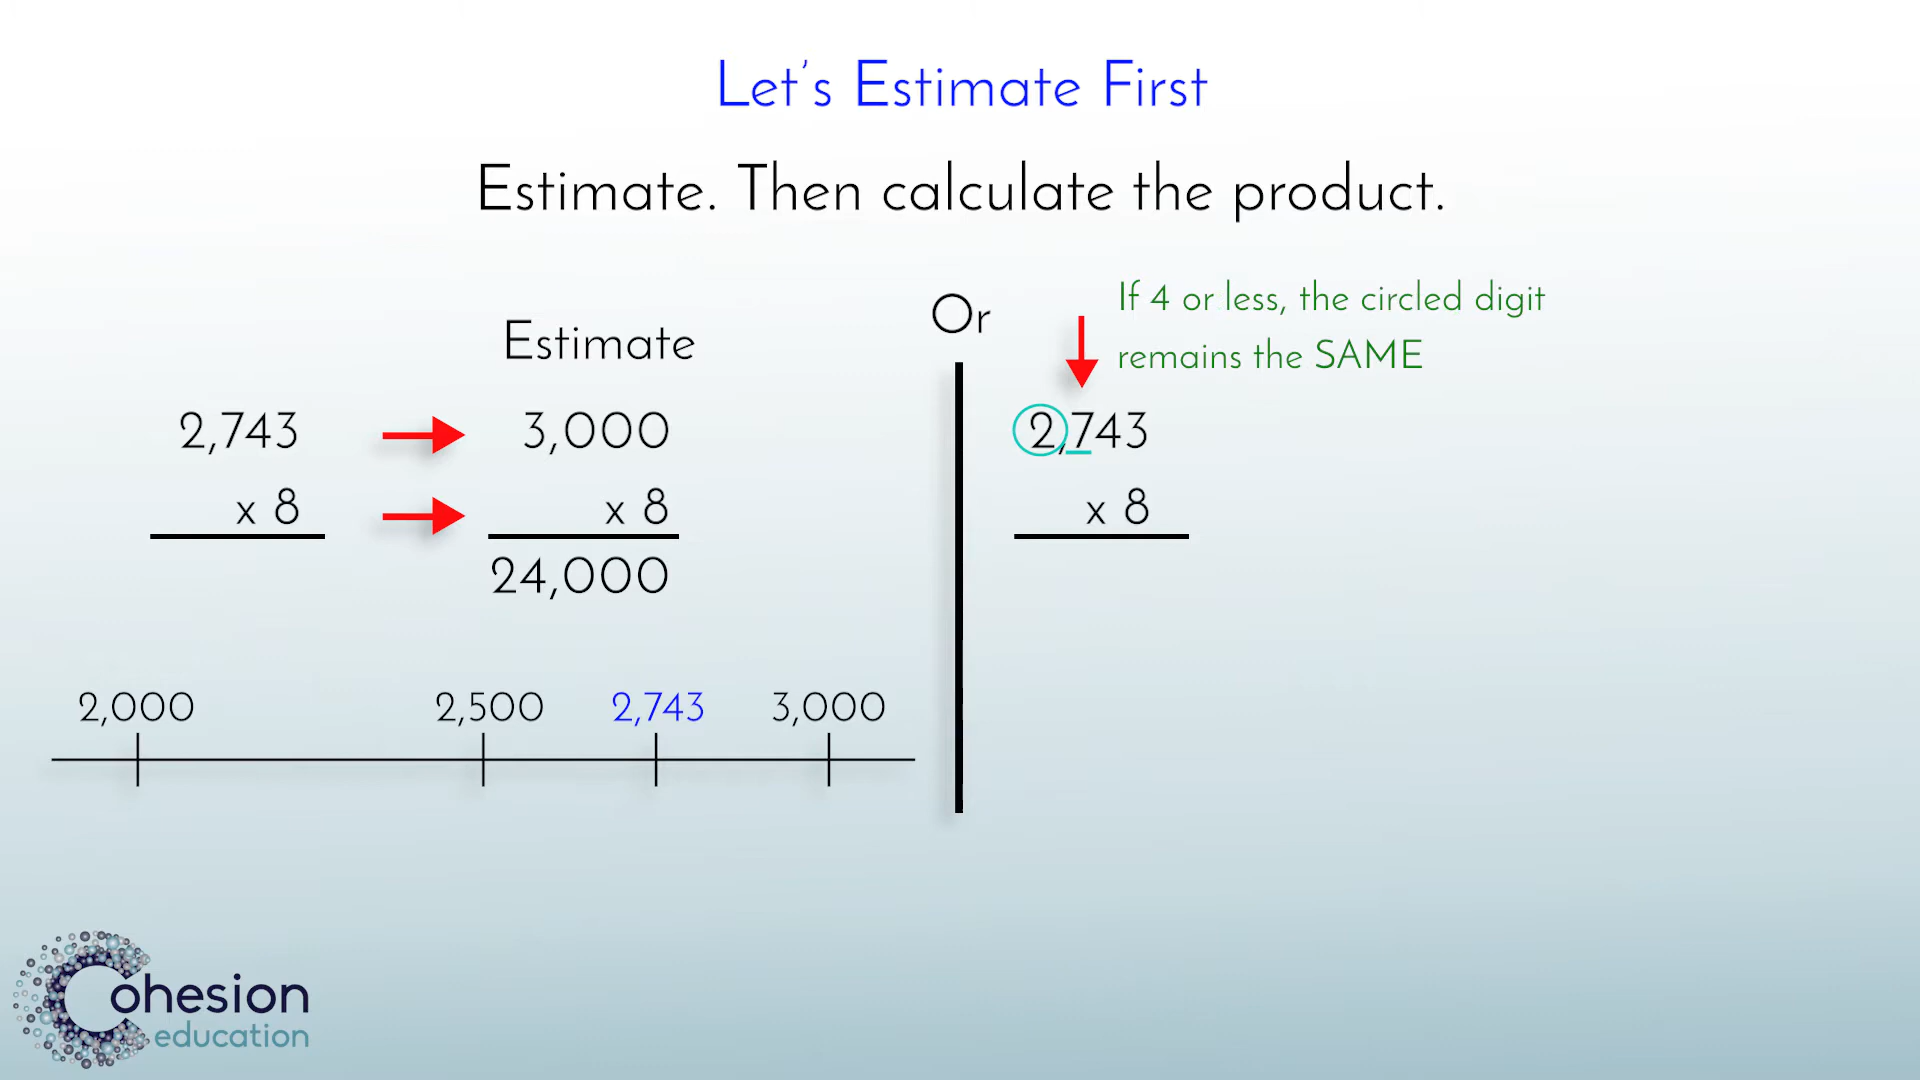 Let's Estimate First
Estimate. Then calculate the product.
Estimate
2,743
3,000
x 8
x 8
24,000
2,000
2,500
2,743
3,000
Or
If 4 or less, the circled digit
remains the SAME
2,743
x 8
Cohesion
education